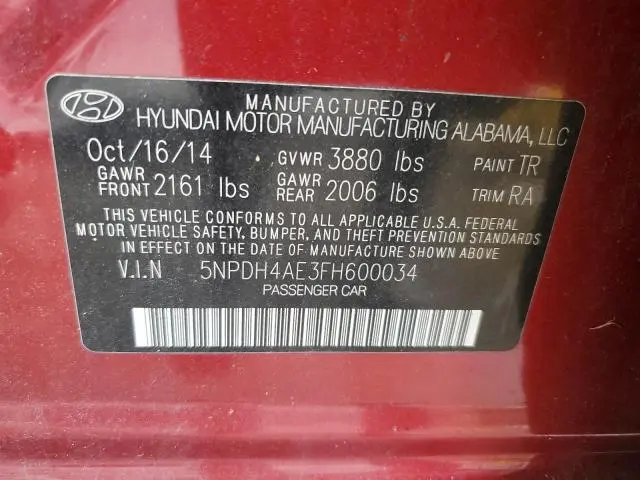 MANUFACTURED BY
HYUNDAI MOTOR MANUFACTURING ALABAMA, LLC
Oct/16/14 GVWR 3880 lbs PAINT TR
GAWR FRONT 2161 lbs GAWR REAR 2006 lbs TRIM RA
THIS VEHICLE CONFORMS TO ALL APPLICABLE U.S.A. FEDERAL
MOTOR VEHICLE SAFETY, BUMPER, AND THEFT PREVENTION STANDARDS
IN EFFECT ON THE DATE OF MANUFACTURE SHOWN ABOVE.
V.I.N 5NPDH4AE3FH600034
PASSENGER CAR